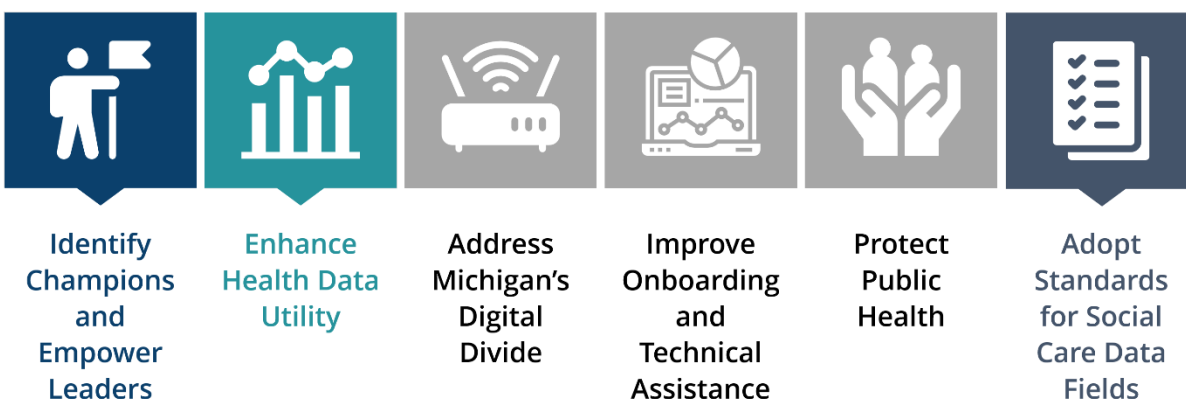 Identify
Champions
and
Empower
Leaders
Enhance
Health Data
Utility
Address
Michigan's
Digital
Divide
Improve
Onboarding
and
Technical
Assistance
Protect
Public
Health
Adopt
Standards
for Social
Care Data
Fields